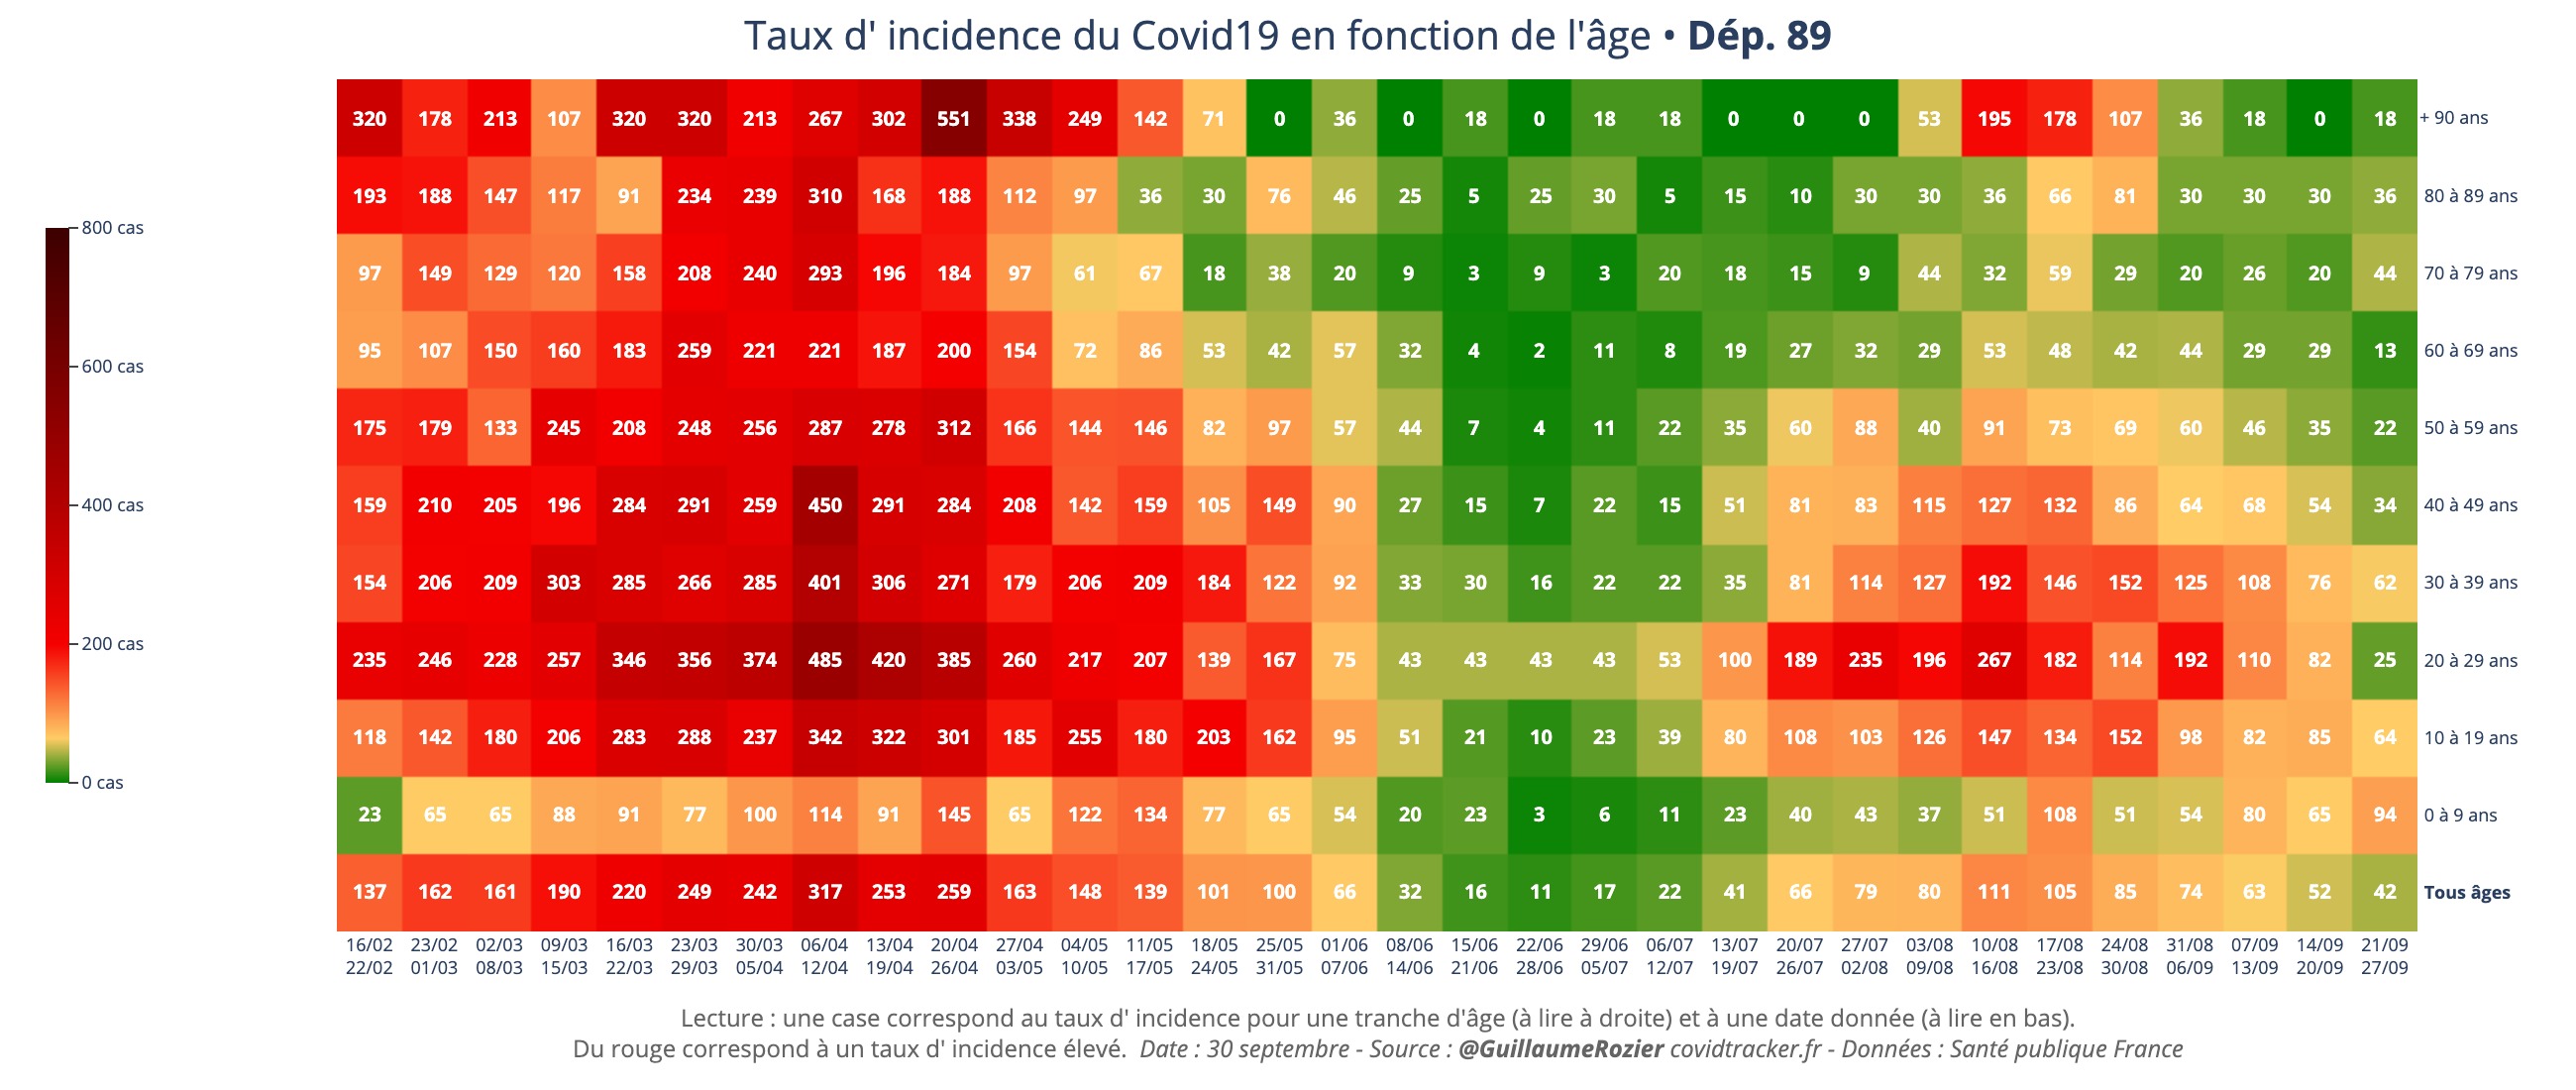 Taux d' incidence du Covid19 en fonction de l'âge • Dép. 89
320 178 213 107 320 320 213 267 302 551 338 249 142 71 0 36 0 18 0 18 18 0 0 0 53 195 178 107 36 18 0 18 + 90 ans
193 188 147 117 91 234 239 310 168 188 112 97 36 30 76 46 25 5 25 30 5 15 10 30 30 36 66 81 30 30 30 36 80 à 89 ans
800 cas
97 149 129 120 158 208 240 293 196 184 97 61 67 18 38 20 9 3 9 3 20 18 15 9 44 32 59 29 20 26 20 44 70 à 79 ans
95 107 150 160 183 259 221 221 187 200 154 72 86 53 42 57 32 4 2 11 8 19 27 32 29 53 48 42 44 29 29 13 60 à 69 ans
600 cas
175 179 133 245 208 248 256 287 278 312 166 144 146 82 97 57 44 7 4 11 22 35 60 88 40 91 73 69 60 46 35 22 50 à 59 ans
400 cas
159 210 205 196 284 291 259 450 291 284 208 142 159 105 149 90 27 15 7 22 15 51 81 83 115 127 132 86 64 68 54 34 40 à 49 ans
154 206 209 303 285 266 285 401 306 271 179 206 209 184 122 92 33 30 16 22 22 35 81 114 127 192 146 152 125 108 76 62 30 à 39 ans
200 cas
235 246 228 257 346 356 374 485 420 385 260 217 207 139 167 75 43 43 43 43 53 100 189 235 196 267 182 114 192 110 82 25 20 à 29 ans
118 142 180 206 283 288 237 342 322 301 185 255 180 203 162 95 51 21 10 23 39 80 108 103 126 147 134 152 98 82 85 64 10 à 19 ans
0 cas
23 65 65 88 91 77 100 114 91 145 65 122 134 77 65 54 20 23 3 6 11 23 40 43 37 51 108 51 54 80 65 94 0 à 9 ans
137 162 161 190 220 249 242 317 253 259 163 148 139 101 100 66 32 16 11 17 22 41 66 79 80 111 105 85 74 63 52 42 Tous âges
16/02 23/02 02/03 09/03 16/03 23/03 30/03 06/04 13/04 20/04 27/04 04/05 11/05 18/05 25/05 01/06 08/06 15/06 22/06 29/06 06/07 13/07 20/07 27/07 03/08 10/08 17/08 24/08 31/08 07/09 14/09 21/09
22/02 01/03 08/03 15/03 22/03 29/03 05/04 12/04 19/04 26/04 03/05 10/05 17/05 24/05 31/05 07/06 14/06 21/06 28/06 05/07 12/07 19/07 26/07 02/08 09/08 16/08 23/08 30/08 06/09 13/09 20/09 27/09
Lecture : une case correspond au taux d' incidence pour une tranche d'âge (à lire à droite) et à une date donnée (à lire en bas).
Du rouge correspond à un taux d' incidence élevé. Date : 30 septembre - Source : @GuillaumeRozier covidtracker.fr - Données : Santé publique France